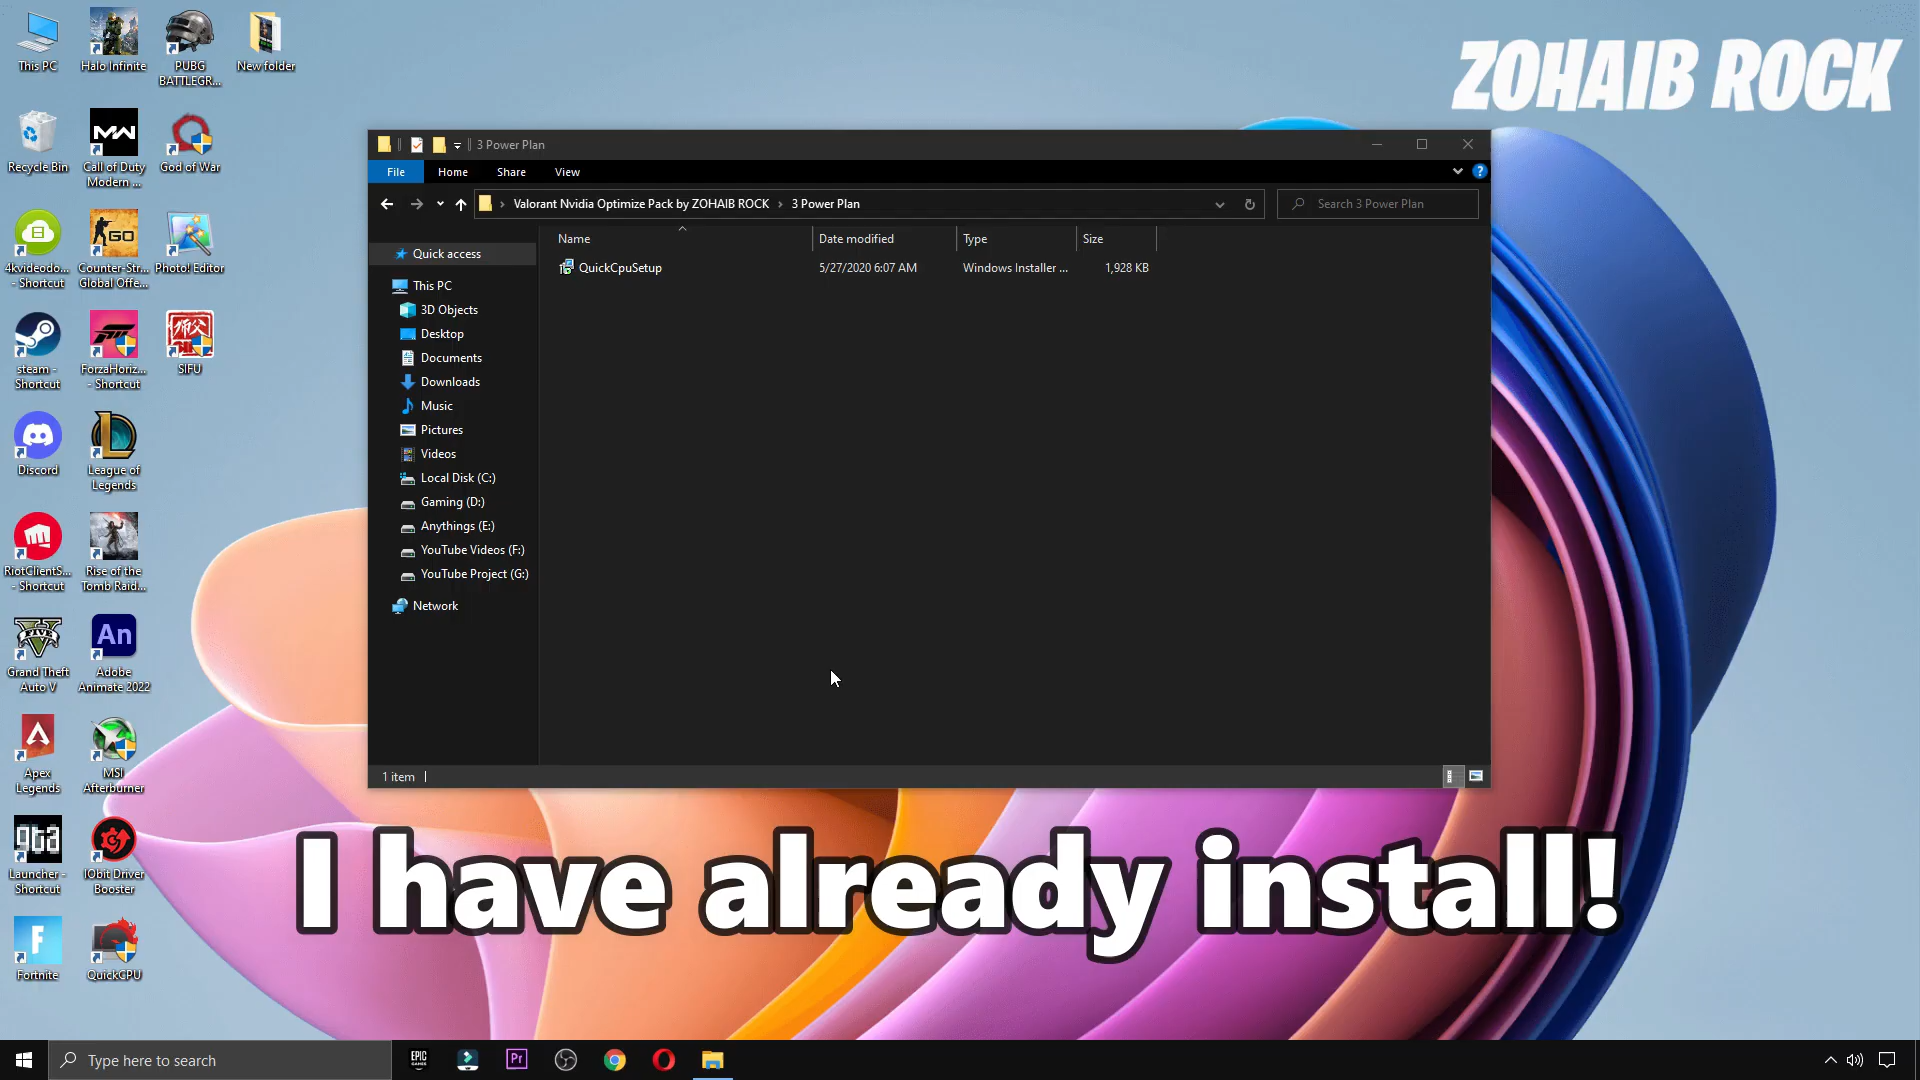 This PC
Halo Infinite
PUBG
BATTLEGR...
New folder
ZOHAIB ROCK
Recycle Bin
Call of Duty
Modern ...
God of War
4kvideodo...
- Shortcut
Counter-Str...
Global Offe...
Photo! Editor
steam -
Shortcut
ForzaHoriz...
- Shortcut
SIFU
Discord
League of
Legends
RiotClientS...
- Shortcut
Rise of the
Tomb Raid...
Grand Theft
Auto V
An
Adobe
Animate 2022
Apex
Legends
MSI
Afterburner
Launcher -
Shortcut
IObit Driver
Booster
Fortnite
QuickCPU
3 Power Plan
File
Home
Share
View
Valorant Nvidia Optimize Pack by ZOHAIB ROCK
3 Power Plan
Search 3 Power Plan
Name
Date modified
Type
Size
QuickCpuSetup
5/27/2020 6:07 AM
Windows Installer ...
1,928 KB
Quick access
This PC
3D Objects
Desktop
Documents
Downloads
Music
Pictures
Videos
Local Disk (C:)
Gaming (D:)
Anythings (E:)
YouTube Videos (F:)
YouTube Project (G:)
Network
1 item
I have already install!
Type here to search
EPIC
GAMES
Pr